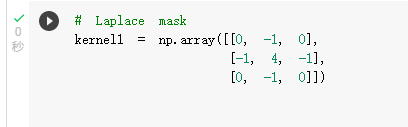 # Laplace mask
0
秒
kernel1 = np.array([[0, -1, 0],
[-1, 4, -1],
[0, -1, 0]])